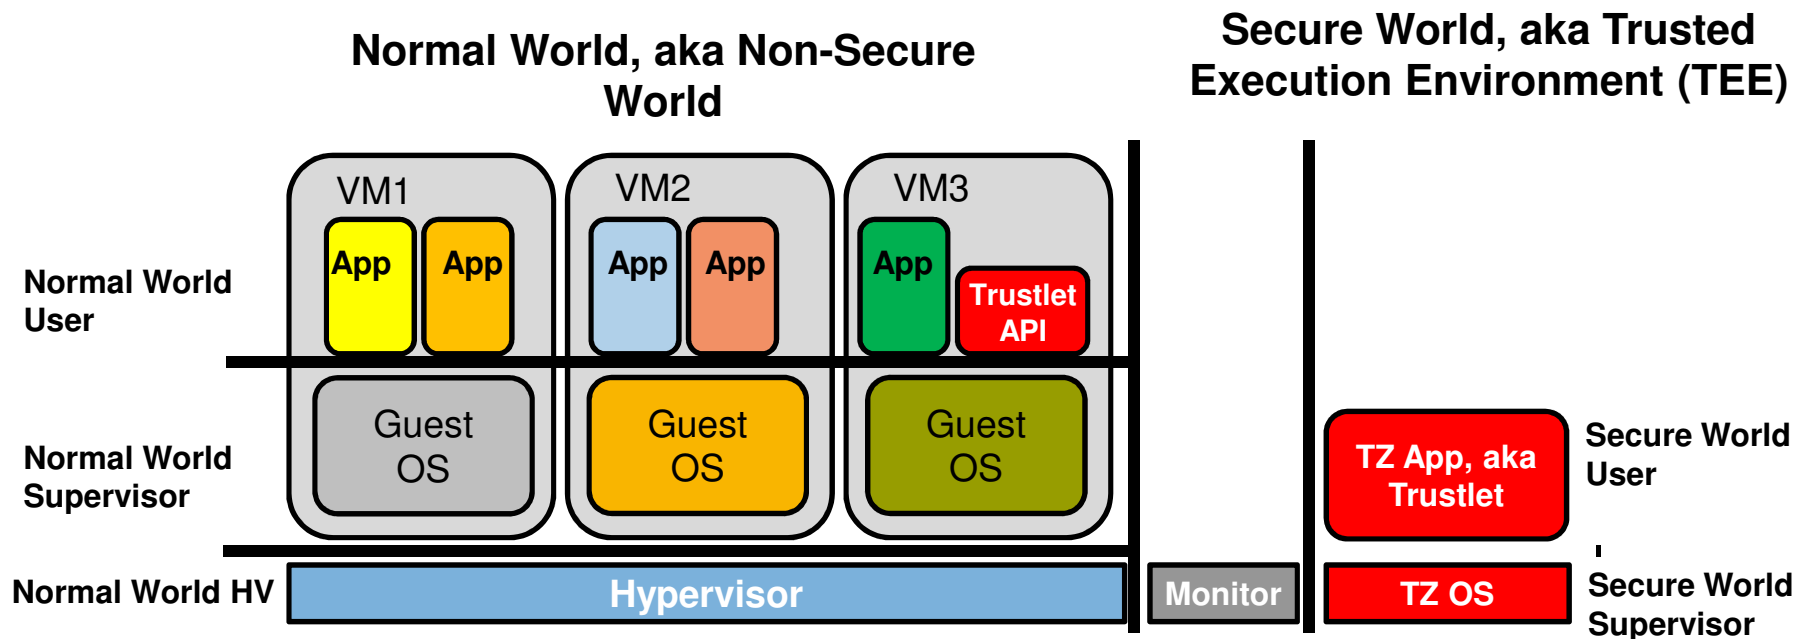 Normal World, aka Non-Secure
World
Secure World, aka Trusted
Execution Environment (TEE)
VM1
VM2
VM3
App
App
App
App
App
Trustlet
API
Normal World
User
Guest
OS
Guest
OS
Guest
OS
Normal World
Supervisor
TZ App, aka
Trustlet
Secure World
User
Normal World HV
Hypervisor
Monitor
TZ OS
Secure World
Supervisor